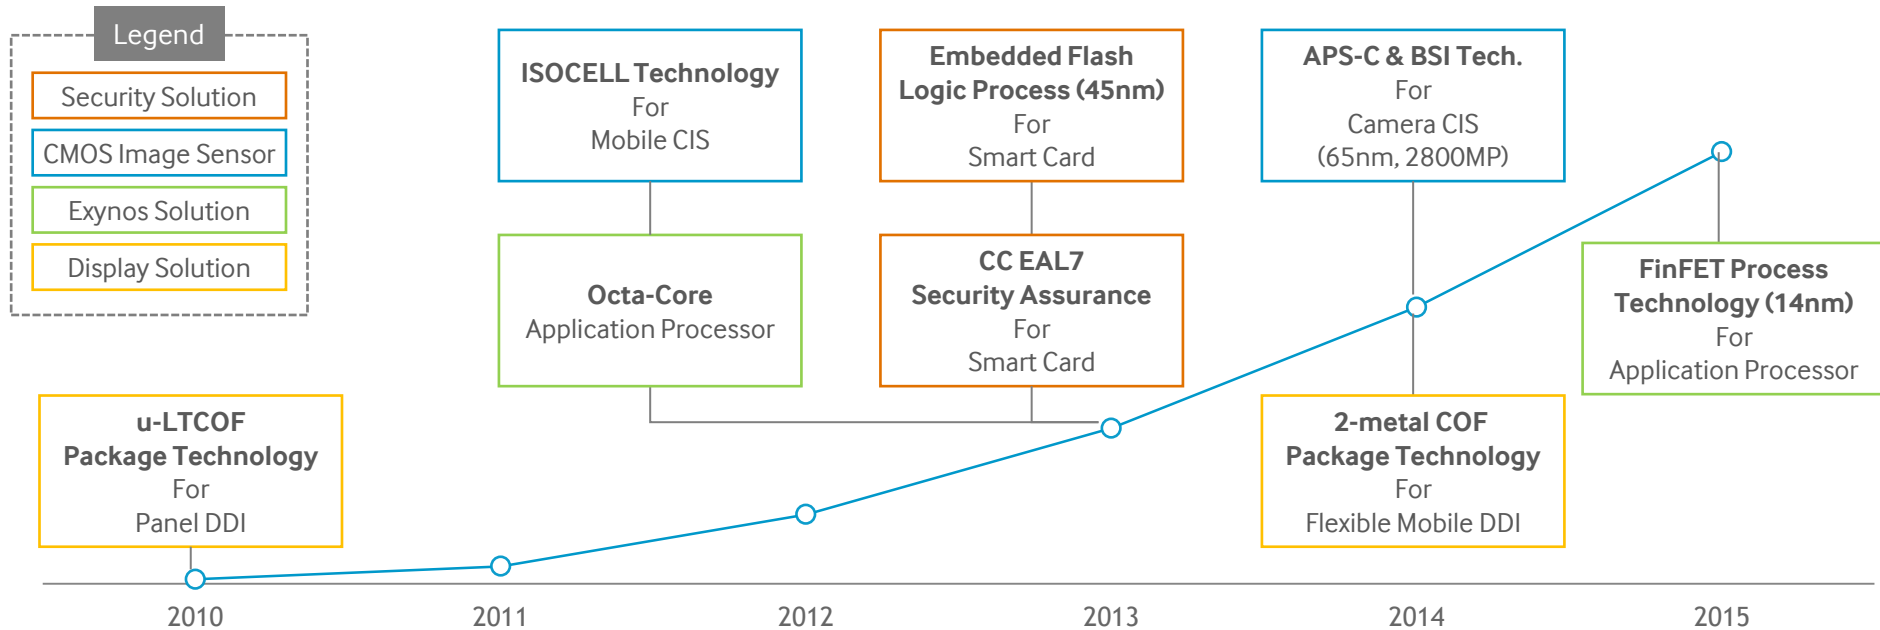 Legend
Security Solution
CMOS Image Sensor
Exynos Solution
Display Solution
ISOCELL Technology
For
Mobile CIS
Octa-Core
Application Processor
Embedded Flash
Logic Process (45nm)
For
Smart Card
CC EAL7
Security Assurance
For
Smart Card
APS-C & BSI Tech.
For
Camera CIS
(65nm, 2800MP)
FinFET Process
Technology (14nm)
For
Application Processor
u-LTCOF
Package Technology
For
Panel DDI
2-metal COF
Package Technology
For
Flexible Mobile DDI
2010
2011
2012
2013
2014
2015